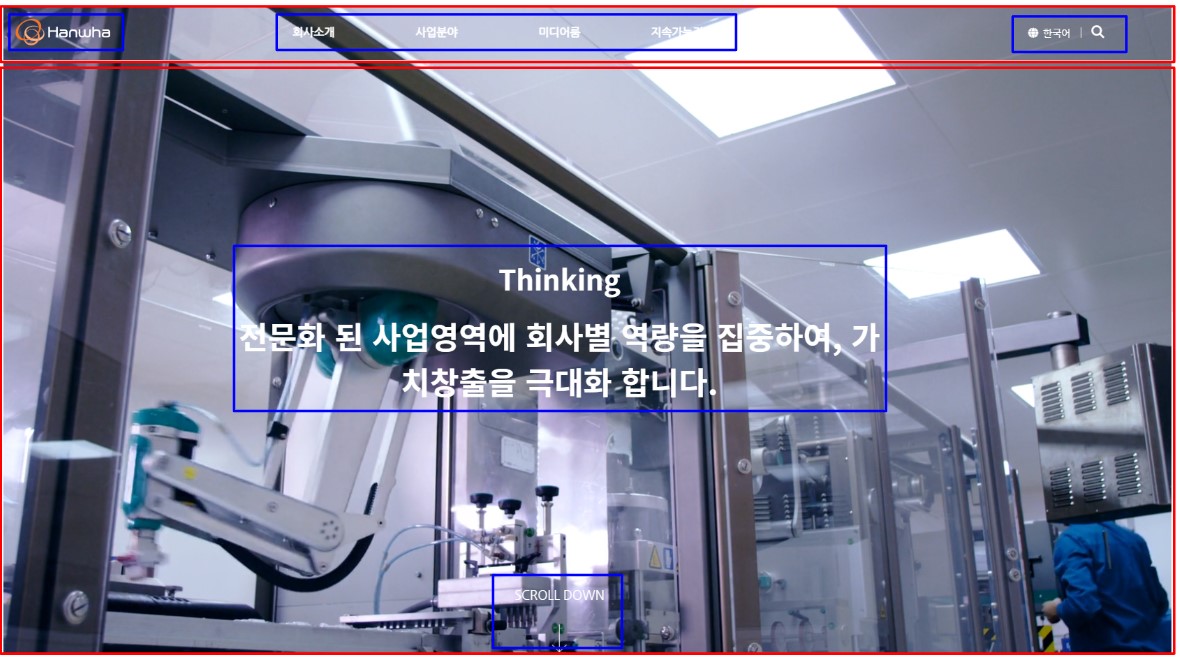 Hanwha
회사소개 사업분야 미디어룸
한국어
Thinking
전문화 된 사업영역에 회사별 역량을 집중하여, 가
치창출을 극대화 합니다.
SCROLL DOWN